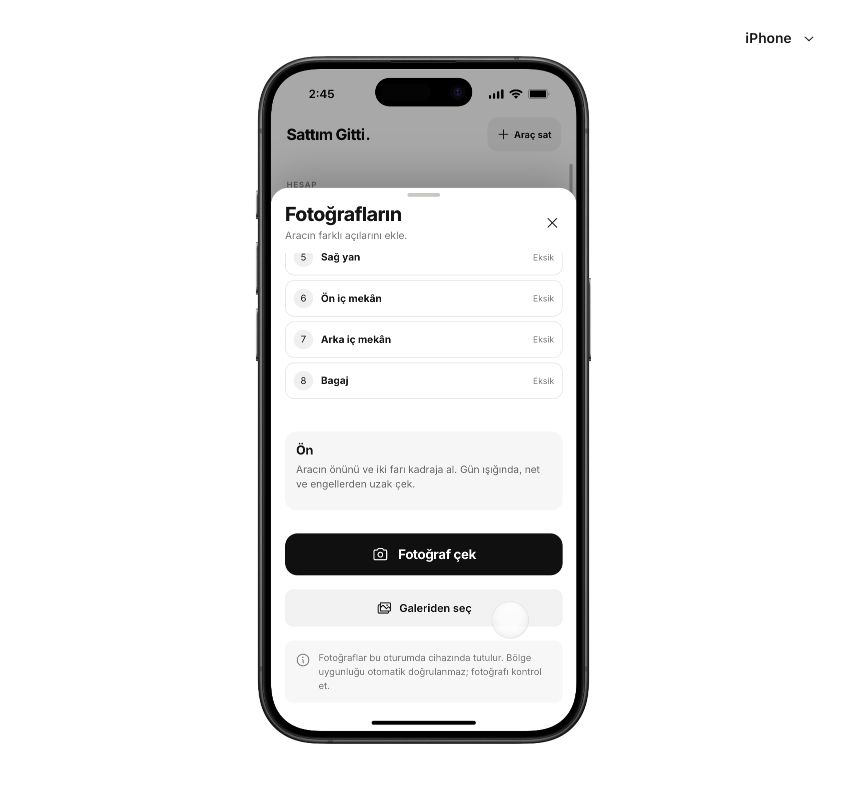 iPhone
2:45
Sattım Gitti.
Araç sat
HESAP
Fotoğrafların
Aracın farklı açılarını ekle.
5 Sağ yan Eksik
6 Ön iç mekân Eksik
7 Arka iç mekân Eksik
8 Bagaj Eksik
Ön
Aracın önünü ve iki farı kadraja al. Gün ışığında, net
ve engellerden uzak çek.
Fotoğraf çek
Galeriden seç
Fotoğraflar bu oturumda cihazında tutulur. Bölge
uygunluğu otomatik doğrulanmaz; fotoğrafı kontrol
et.